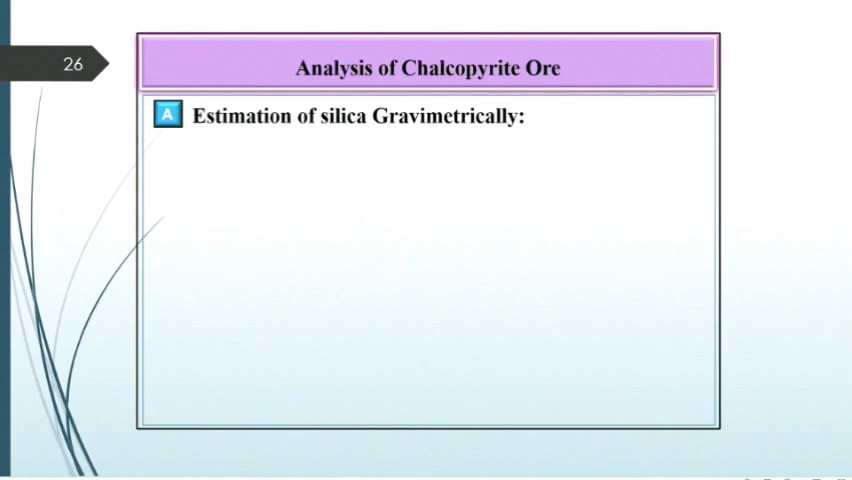 26
Analysis of Chalcopyrite Ore
A
Estimation of silica Gravimetrically: